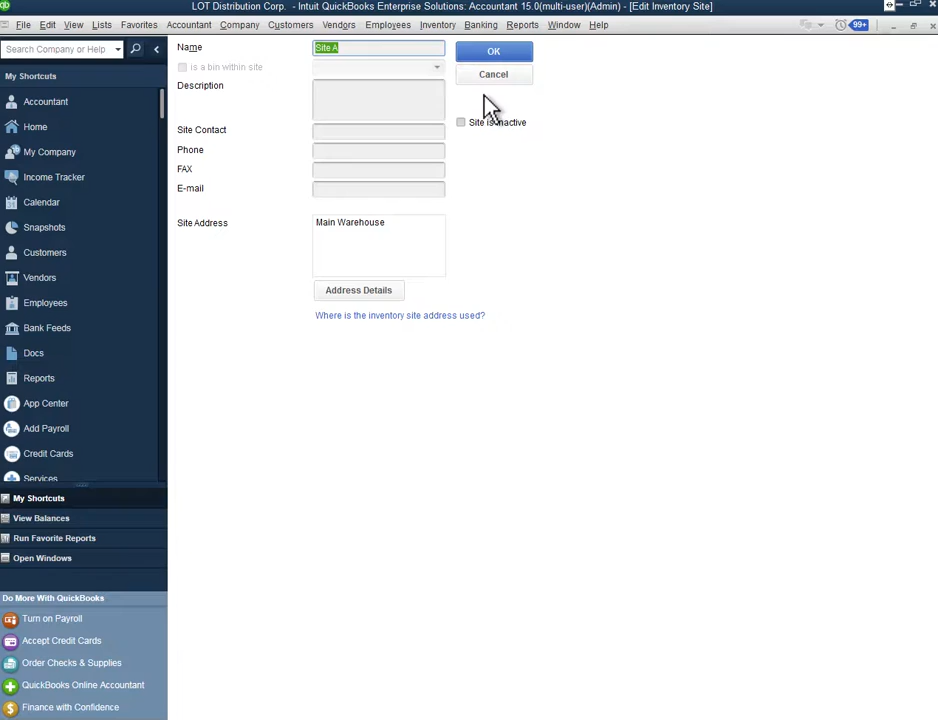 LOT Distribution Corp. - Intuit QuickBooks Enterprise Solutions: Accountant 15.0(multi-user)(Admin) - [Edit Inventory Site]
File Edit View Lists Favorites Accountant Company Customers Vendors Employees Inventory Banking Reports Window Help 99+
Search Company or Help
My Shortcuts
Accountant
Home
My Company
Income Tracker
Calendar
Snapshots
Customers
Vendors
Employees
Bank Feeds
Docs
Reports
App Center
Add Payroll
Credit Cards
Services
My Shortcuts
View Balances
Run Favorite Reports
Open Windows
Do More With QuickBooks
Turn on Payroll
Accept Credit Cards
Order Checks & Supplies
QuickBooks Online Accountant
Finance with Confidence
Name Site A
is a bin within site
Description
Site Contact
Phone
FAX
E-mail
Site Address Main Warehouse
Address Details
Where is the inventory site address used?
OK
Cancel
Site is inactive